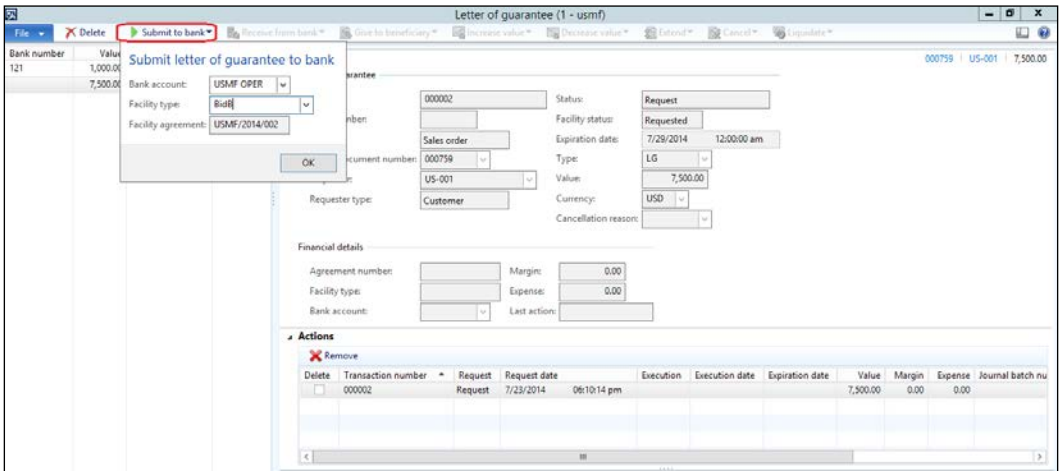 Letter of guarantee (1 - usmf)
File Delete Submit to bank Receive from bank Give to beneficiary Increase value Decrease value Extend Cancel Liquidate
000759 US-001 7,500.00
Bank number Value
121 1,000.00
7,500.00
Submit letter of guarantee to bank
Bank account: USMF OPER
Facility type: BidB
Facility agreement: USMF/2014/002
OK
arantee
000002 Status: Request
mber: Facility status: Requested
Sales order Expiration date: 7/29/2014 12:00:00 am
cument number: 000759 Type: LG
US-001 Value: 7,500.00
Requester type: Customer Currency: USD
Cancellation reason:
Financial details
Agreement number: Margin: 0.00
Facility type: Expense: 0.00
Bank account: Last action:
Actions
Remove
Delete Transaction number Request Request date Execution Execution date Expiration date Value Margin Expense Journal batch nu
000002 Request 7/23/2014 06:10:14 pm 7,500.00 0.00 0.00